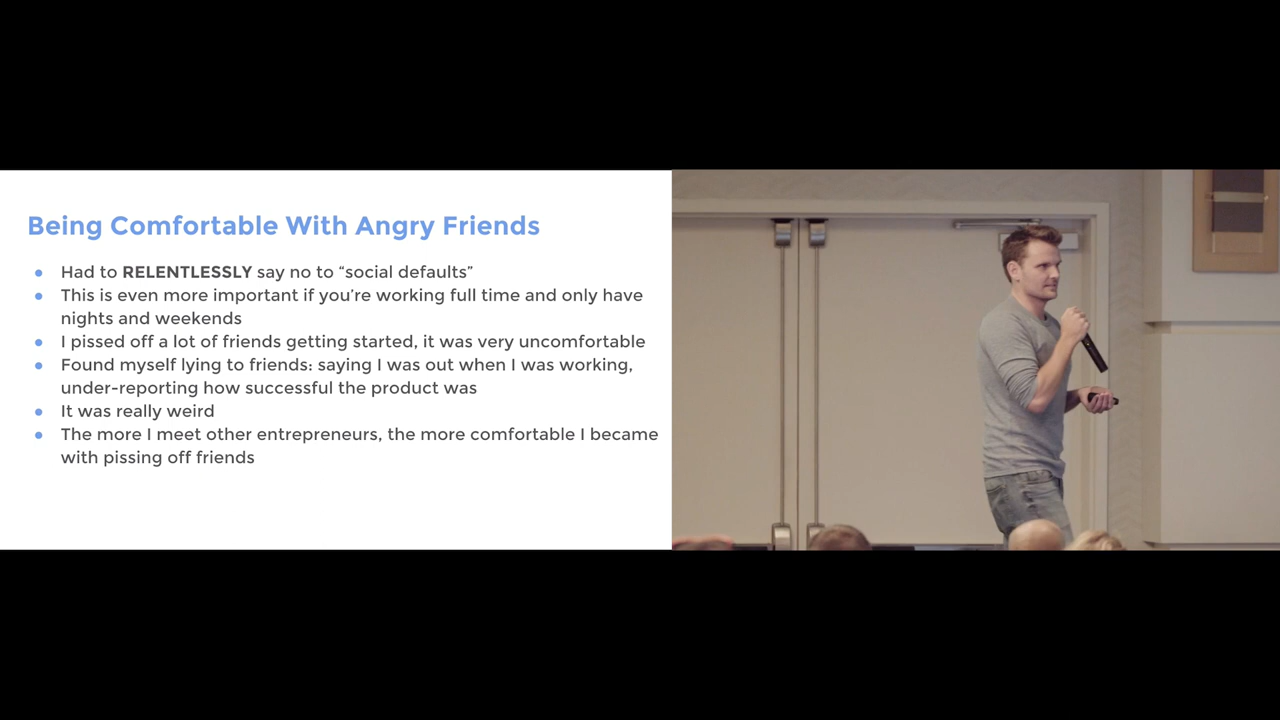 Being Comfortable With Angry Friends
Had to RELENTLESSLY say no to “social defaults”
This is even more important if you’re working full time and only have
nights and weekends
I pissed off a lot of friends getting started, it was very uncomfortable
Found myself lying to friends: saying I was out when I was working,
under-reporting how successful the product was
It was really weird
The more I meet other entrepreneurs, the more comfortable I became
with pissing off friends